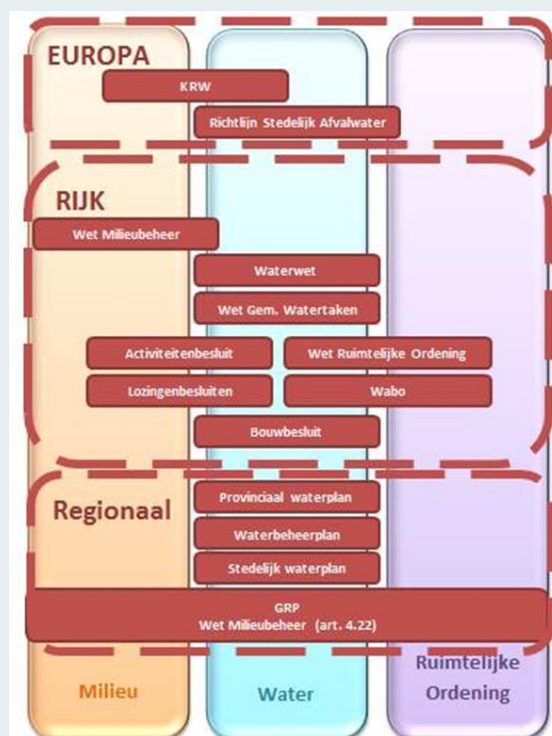 EUROPA
KRW
Richtlijn Stedelijk Afvalwater
RIJK
Wet Milieubeheer
Waterwet
Wet Gem. Watertaken
Activiteitenbesluit
Wet Ruimtelijke Ordening
Lozingenbesluiten
Wabo
Bouwbesluit
Regionaal
Provinciaal waterplan
Waterbeheerplan
Stedelijk waterplan
GRP
Wet Milieubeheer (art. 4.22)
Milieu
Water
Ruimtelijke
Ordening